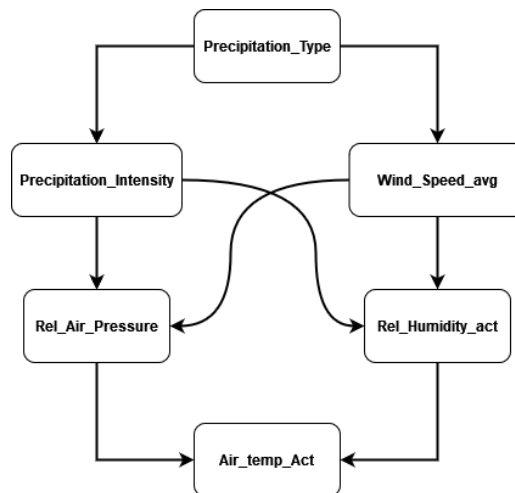 Precipitation_Type
Precipitation_Intensity
Wind_Speed_avg
Rel_Air_Pressure
Rel_Humidity_act
Air_temp_Act